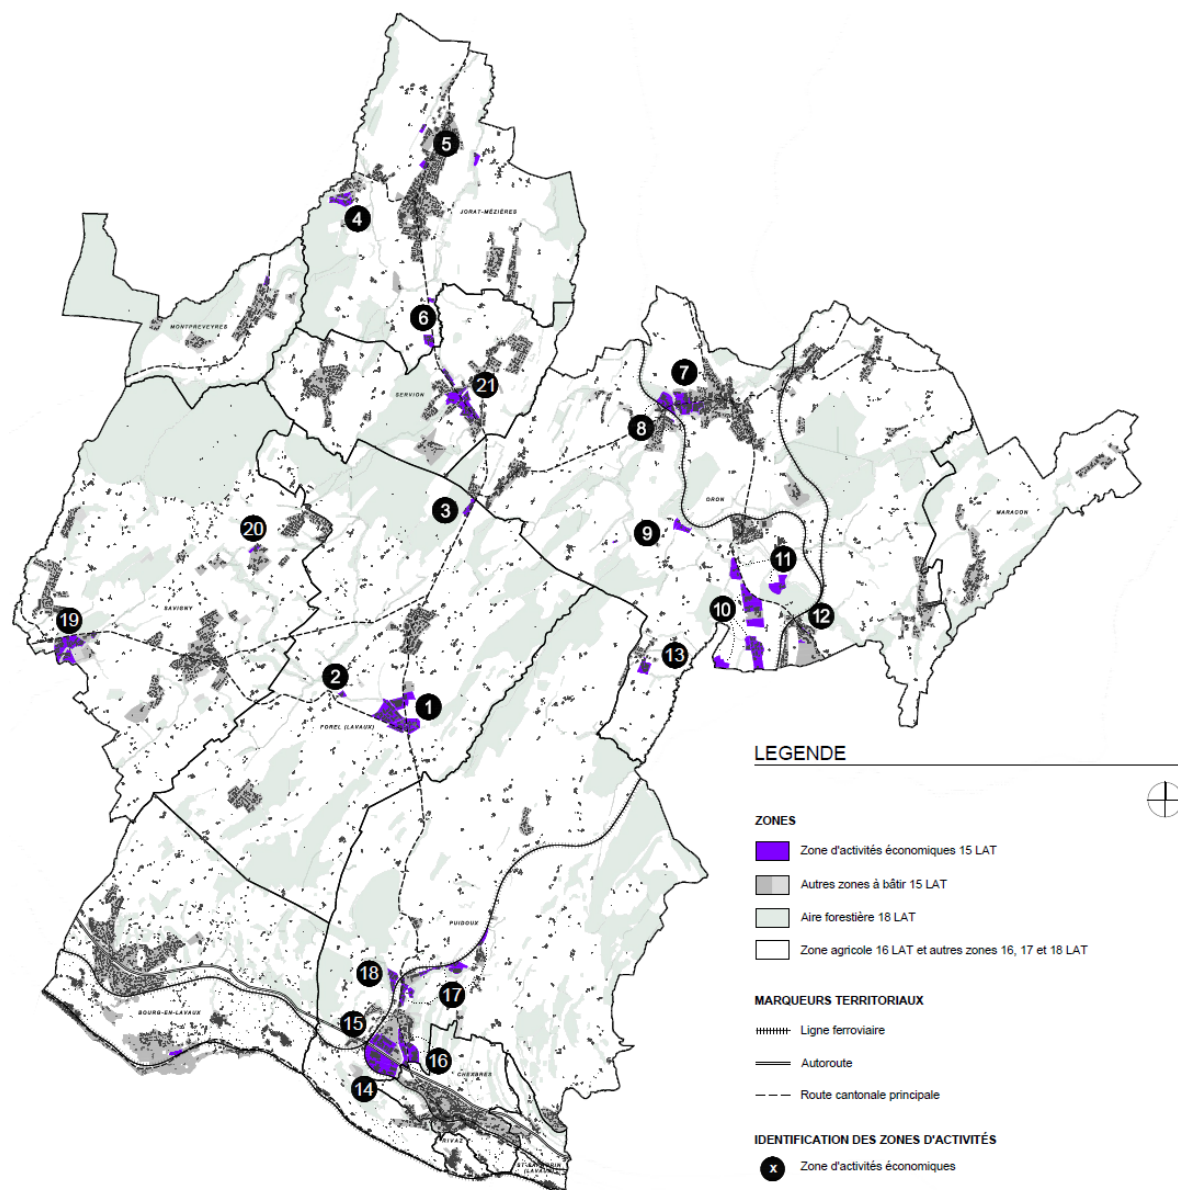 5
4
JORAT-MÉZIÈRES
6
MONTPREVEYRES
7
21
SERVION
8
3
ORON
MARACON
20
9
11
SAVIGNY
10
12
19
13
2
1
FOREL (LAVAUX)
LEGENDE
ZONES
Zone d'activités économiques 15 LAT
Autres zones à bâtir 15 LAT
Aire forestière 18 LAT
PUIDOUX
Zone agricole 16 LAT et autres zones 16, 17 et 18 LAT
18
17
MARQUEURS TERRITORIAUX
BOURG-EN-LAVAUX
15
Ligne ferroviaire
16
Autoroute
CHEXBRES
14
Route cantonale principale
RIVAZ
IDENTIFICATION DES ZONES D'ACTIVITÉS
ST-SAPHORIN
(LAVAUX)
x
Zone d'activités économiques